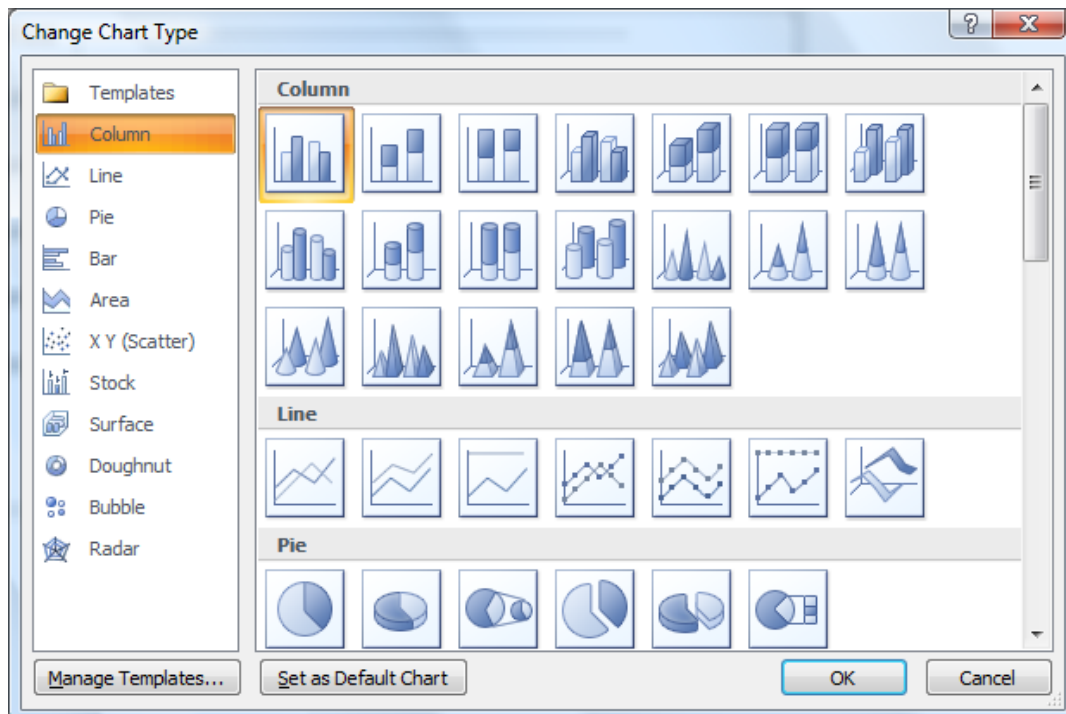 Change Chart Type
Templates
Column
Line
Pie
Bar
Area
X Y (Scatter)
Stock
Surface
Doughnut
Bubble
Radar
Column
Line
Pie
Manage Templates...
Set as Default Chart
OK
Cancel